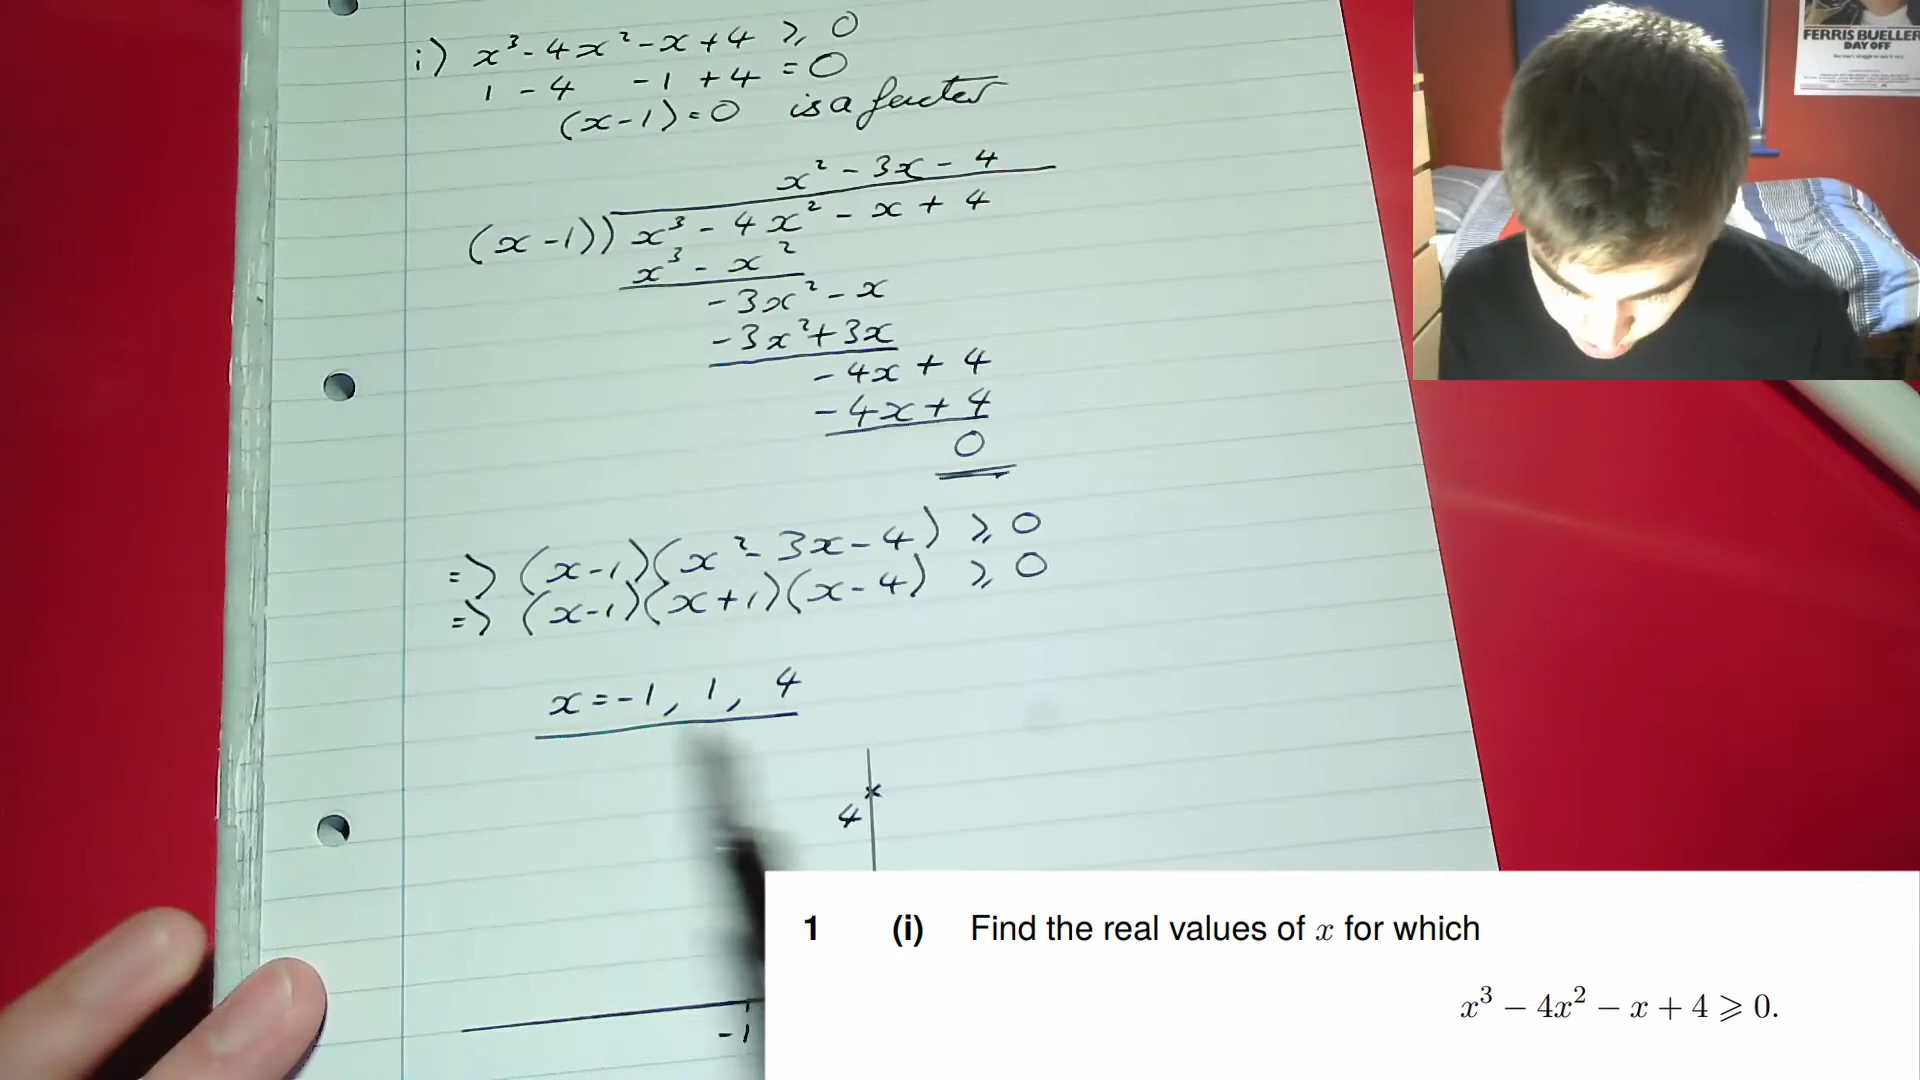 i) x³ - 4x² - x + 4 ⩾ 0
1 - 4 - 1 + 4 = 0
(x-1) = 0 is a factor
x² - 3x - 4
(x-1) ) x³ - 4x² - x + 4
x³ - x²
-3x² - x
-3x² + 3x
-4x + 4
-4x + 4
0
=> (x-1)(x² - 3x - 4) ⩾ 0
=> (x-1)(x+1)(x-4) ⩾ 0
x = -1, 1, 4
4
-1
FERRIS BUELLER
DAY OFF
1 (i) Find the real values of x for which
x³ − 4x² − x + 4 ⩾ 0.